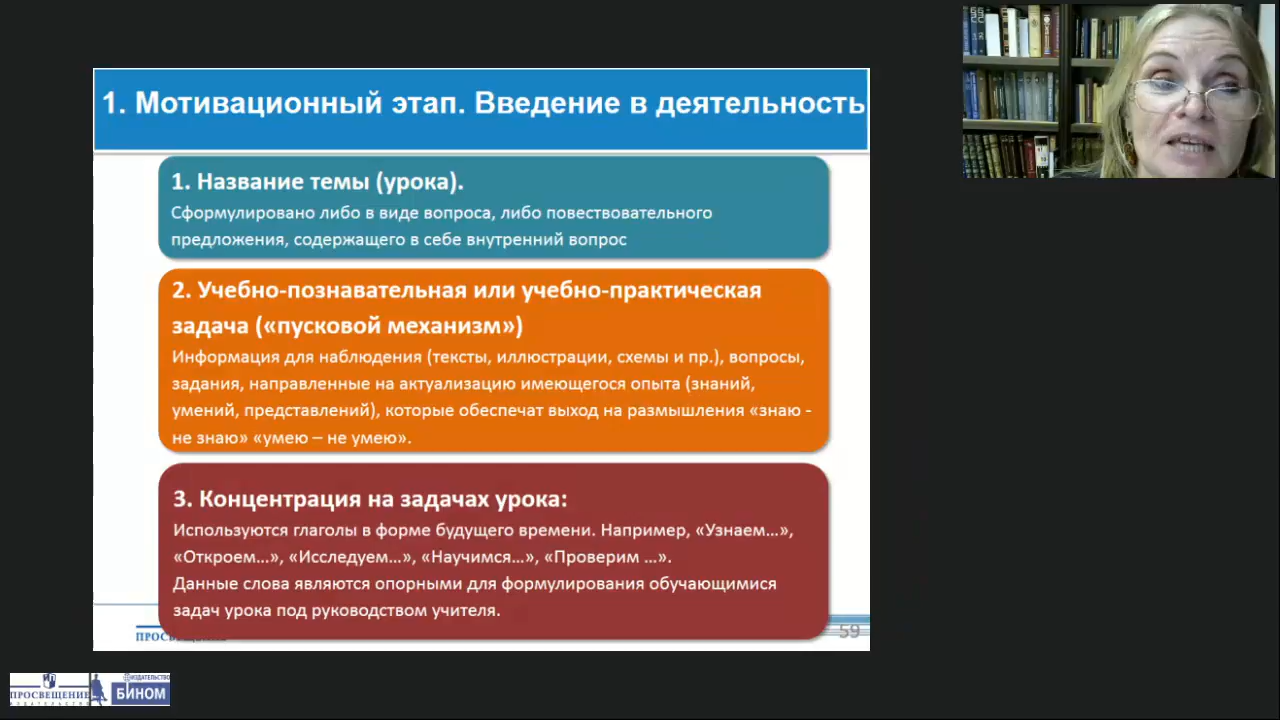 1. Мотивационный этап. Введение в деятельность
1. Название темы (урока).
Сформулировано либо в виде вопроса, либо повествовательного
предложения, содержащего в себе внутренний вопрос
2. Учебно-познавательная или учебно-практическая
задача («пусковой механизм»)
Информация для наблюдения (тексты, иллюстрации, схемы и пр.), вопросы,
задания, направленные на актуализацию имеющегося опыта (знаний,
умений, представлений), которые обеспечат выход на размышления «знаю -
не знаю» «умею – не умею».
3. Концентрация на задачах урока:
Используются глаголы в форме будущего времени. Например, «Узнаем…»,
«Откроем…», «Исследуем…», «Научимся…», «Проверим …».
Данные слова являются опорными для формулирования обучающимися
задач урока под руководством учителя.
ПРОСВЕЩЕНИЕ
59
ПРОСВЕЩЕНИЕ
ИЗДАТЕЛЬСТВО
ИЗДАТЕЛЬСТВО
БИНОМ